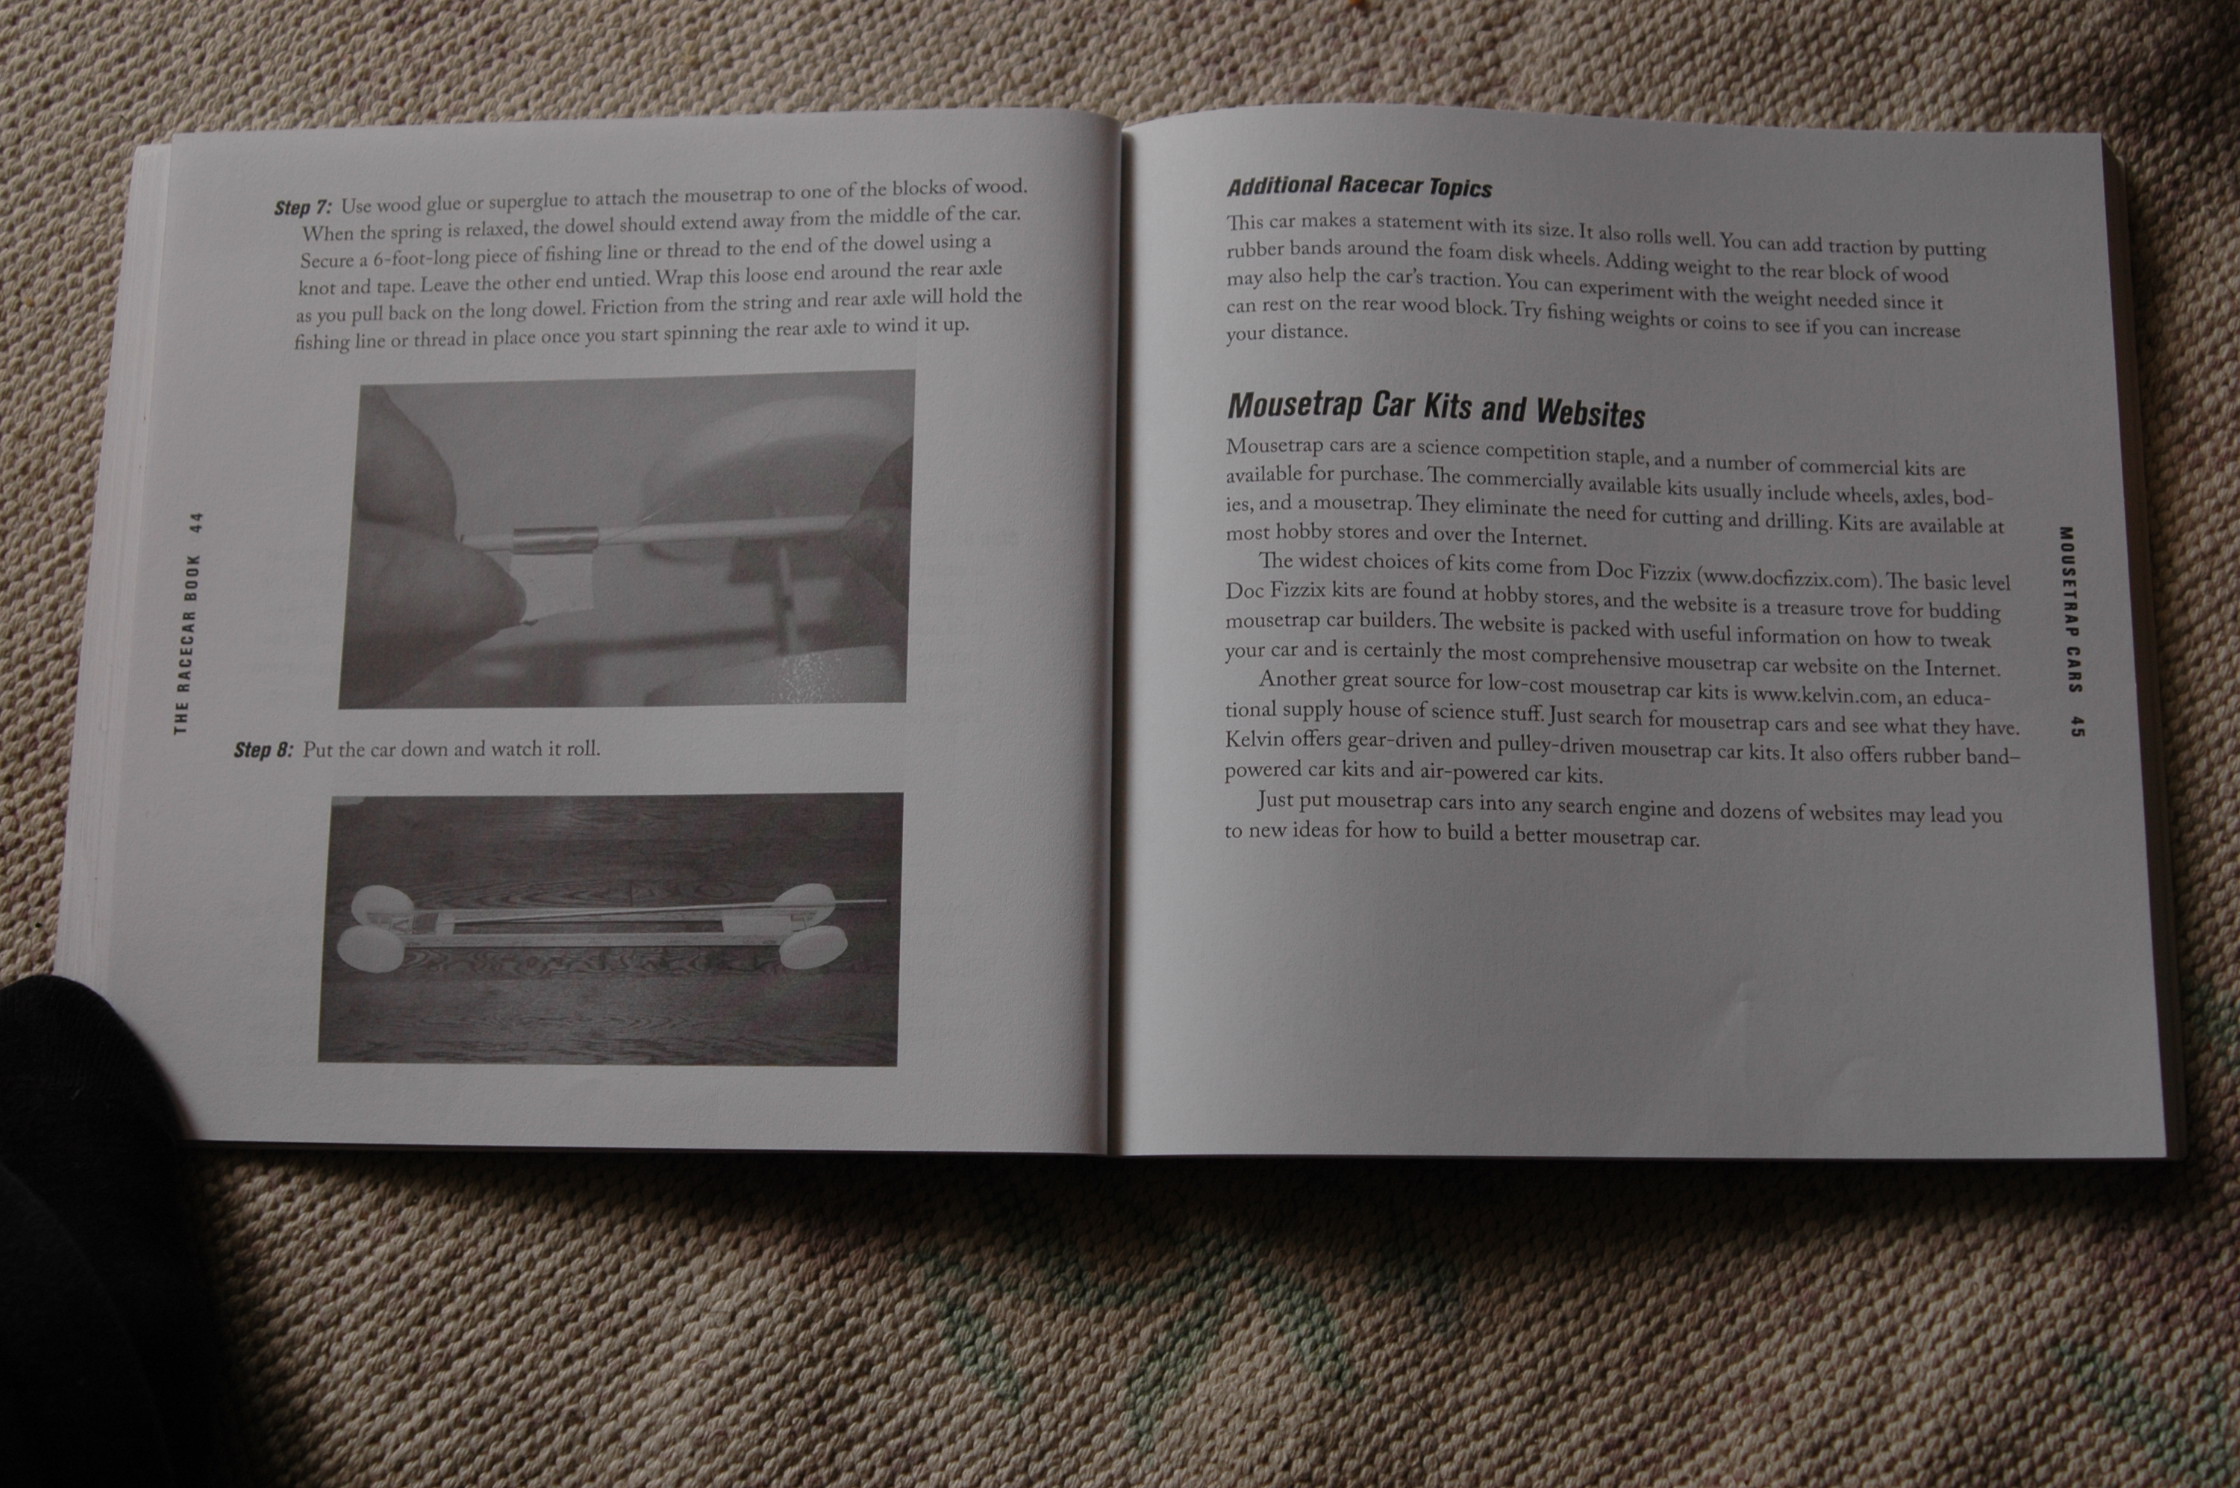 Step 7: Use wood glue or superglue to attach the mousetrap to one of the blocks of wood.
When the spring is relaxed, the dowel should extend away from the middle of the car.
Secure a 6-foot-long piece of fishing line or thread to the end of the dowel using a
knot and tape. Leave the other end untied. Wrap this loose end around the rear axle
as you pull back on the long dowel. Friction from the string and rear axle will hold the
fishing line or thread in place once you start spinning the rear axle to wind it up.
THE RACECAR BOOK 44
Step 8: Put the car down and watch it roll.
Additional Racecar Topics
This car makes a statement with its size. It also rolls well. You can add traction by putting
rubber bands around the foam disk wheels. Adding weight to the rear block of wood
may also help the car's traction. You can experiment with the weight needed since it
can rest on the rear wood block. Try fishing weights or coins to see if you can increase
your distance.
Mousetrap Car Kits and Websites
Mousetrap cars are a science competition staple, and a number of commercial kits are
available for purchase. The commercially available kits usually include wheels, axles, bod-
ies, and a mousetrap. They eliminate the need for cutting and drilling. Kits are available at
most hobby stores and over the Internet.
The widest choices of kits come from Doc Fizzix (www.docfizzix.com). The basic level
Doc Fizzix kits are found at hobby stores, and the website is a treasure trove for budding
mousetrap car builders. The website is packed with useful information on how to tweak
your car and is certainly the most comprehensive mousetrap car website on the Internet.
Another great source for low-cost mousetrap car kits is www.kelvin.com, an educa-
tional supply house of science stuff. Just search for mousetrap cars and see what they have.
Kelvin offers gear-driven and pulley-driven mousetrap car kits. It also offers rubber band–
powered car kits and air-powered car kits.
Just put mousetrap cars into any search engine and dozens of websites may lead you
to new ideas for how to build a better mousetrap car.
MOUSETRAP CARS 45